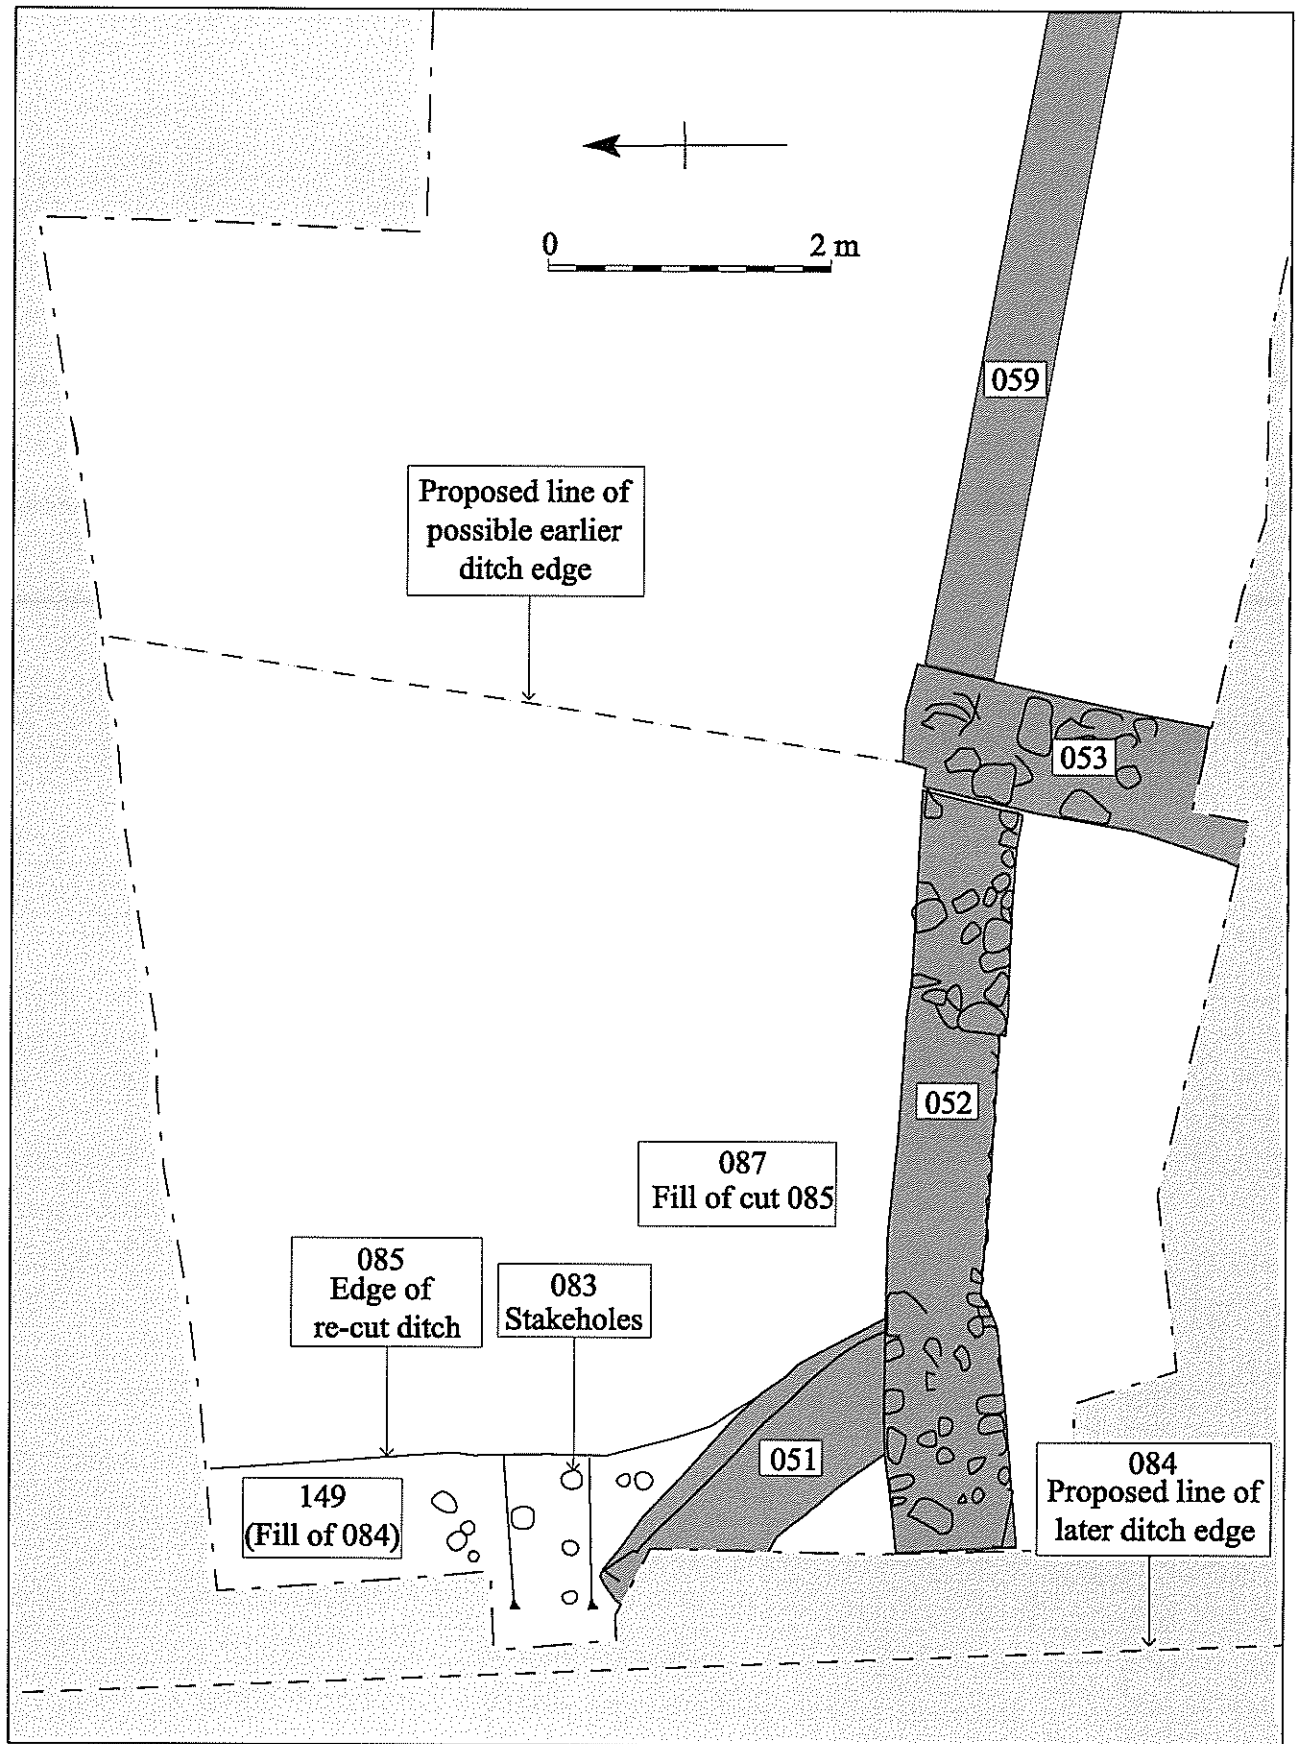 0 2 m
059
Proposed line of
possible earlier
ditch edge
053
052
087
Fill of cut 085
085
Edge of
re-cut ditch
083
Stakeholes
051
149
(Fill of 084)
084
Proposed line of
later ditch edge